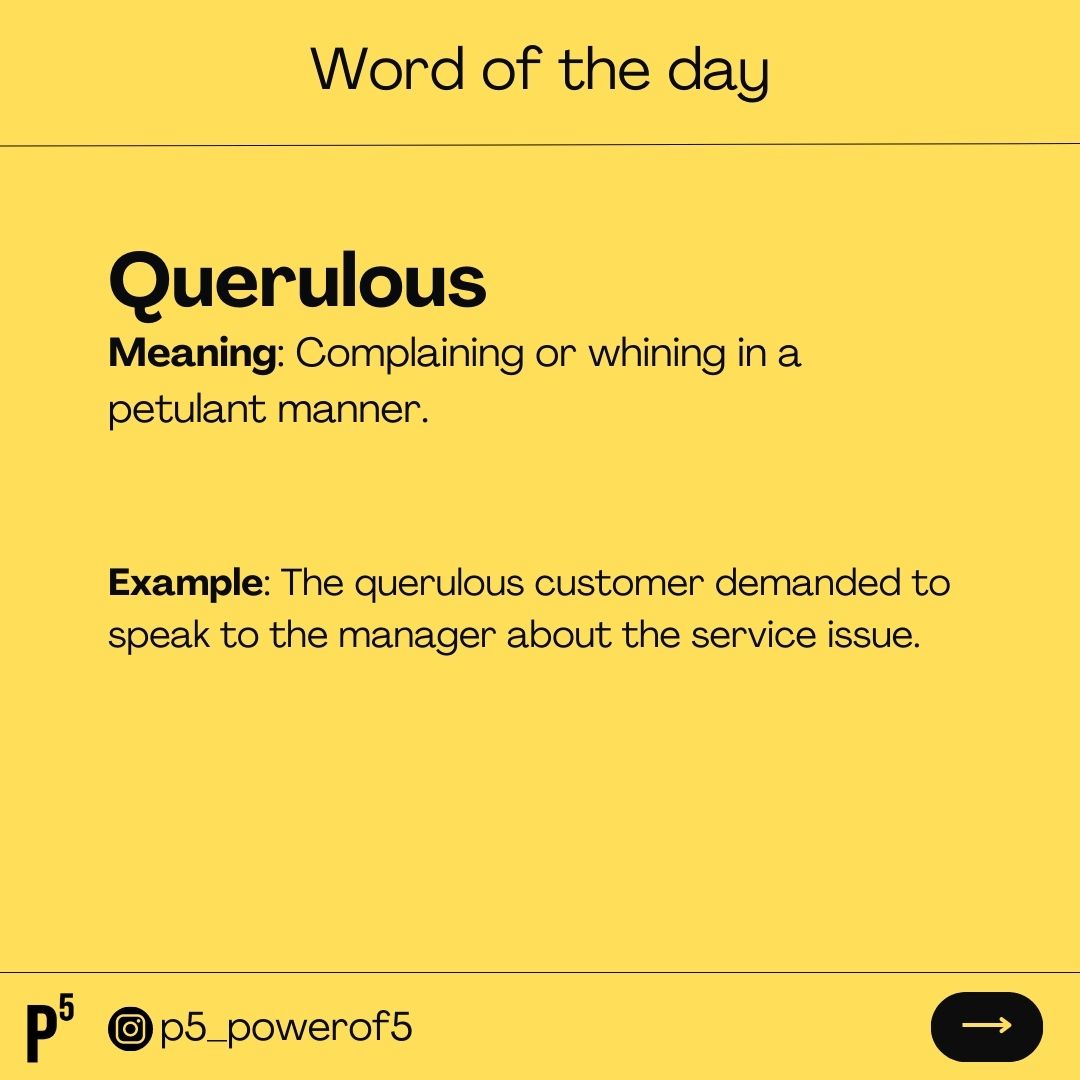 Word of the day
Querulous
Meaning: Complaining or whining in a
petulant manner.
Example: The querulous customer demanded to
speak to the manager about the service issue.
P⁵ p5_powerof5